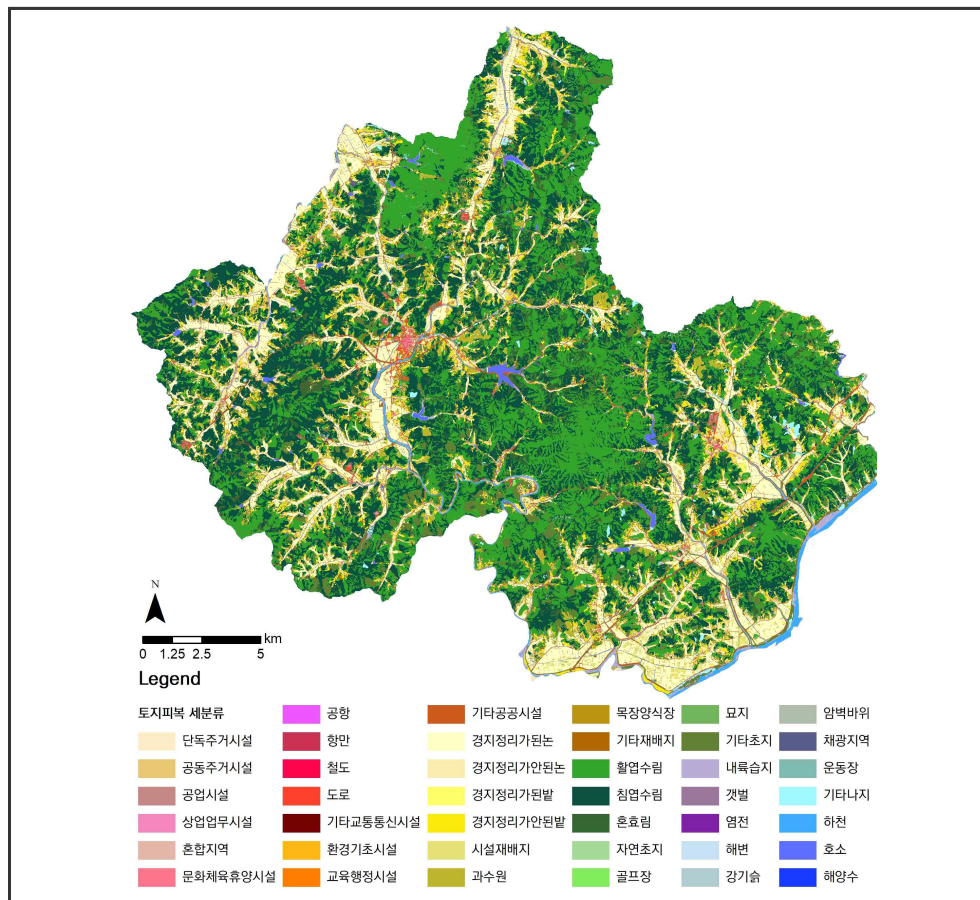 N
km
0 1.25 2.5 5
Legend
토지피복 세분류
단독주거시설
공동주거시설
공업시설
상업업무시설
혼합지역
문화체육휴양시설
공항
항만
철도
도로
기타교통통신시설
환경기초시설
교육행정시설
기타공공시설
경지정리가된논
경지정리가안된논
경지정리가된밭
경지정리가안된밭
시설재배지
과수원
목장양식장
기타재배지
활엽수림
침엽수림
혼효림
자연초지
골프장
묘지
기타초지
내륙습지
갯벌
염전
해변
강기슭
암벽바위
채광지역
운동장
기타나지
하천
호소
해양수